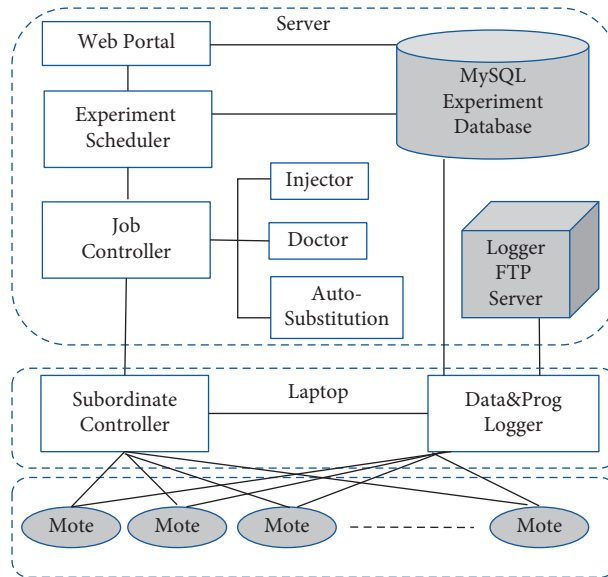 Server
Web Portal
MySQL
Experiment
Database
Experiment
Scheduler
Injector
Job
Controller
Doctor
Logger
FTP
Server
Auto-
Substitution
Laptop
Subordinate
Controller
Data&Prog
Logger
Mote
Mote
Mote
Mote